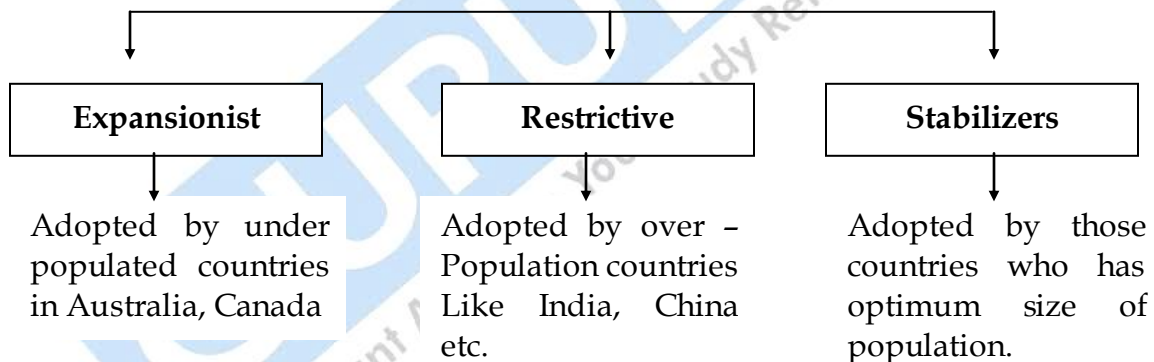 Expansionist
Restrictive
Stabilizers
Adopted by under
populated countries
in Australia, Canada
Adopted by over –
Population countries
Like India, China
etc.
Adopted by those
countries who has
optimum size of
population.